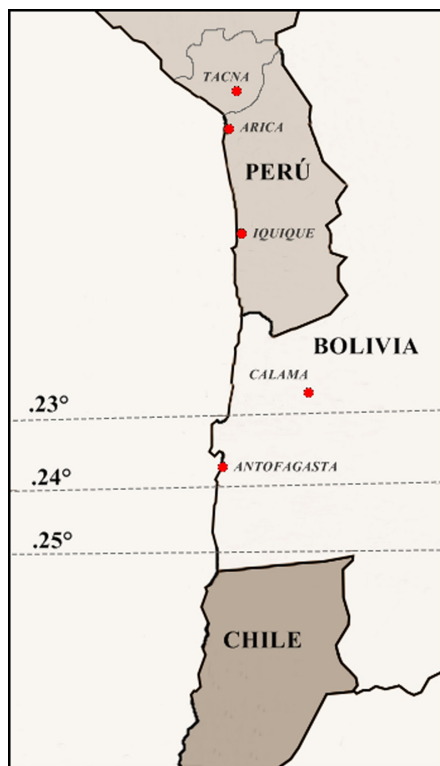 TACNA
ARICA
PERÚ
IQUIQUE
BOLIVIA
CALAMA
.23°
ANTOFAGASTA
.24°
.25°
CHILE